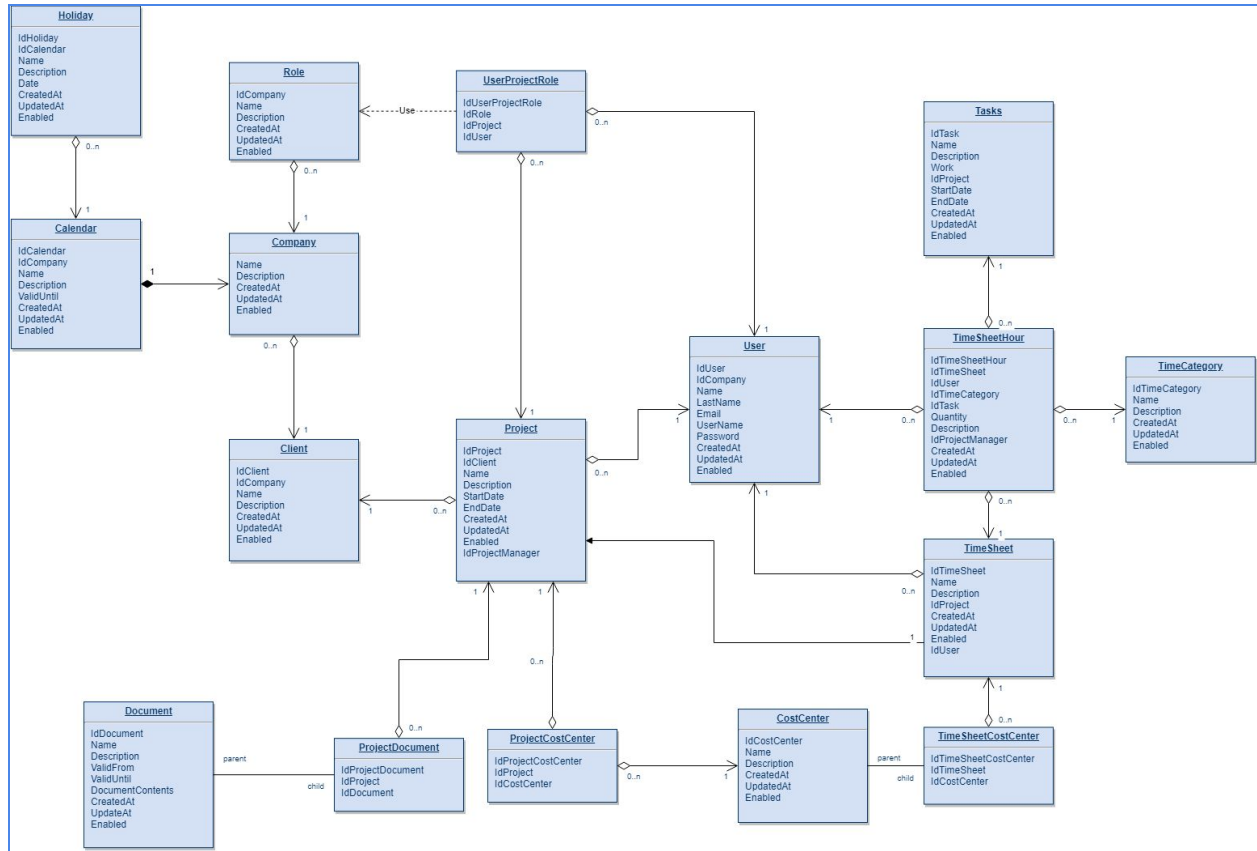 Holiday
IdHoliday
IdCalendar
Name
Description
Date
CreatedAt
UpdatedAt
Enabled
0..n
1
Role
IdCompany
Name
Description
CreatedAt
UpdatedAt
Enabled
0..n
1
Use
UserProjectRole
IdUserProjectRole
IdRole
IdProject
IdUser
0..n
0..n
1
1
Tasks
IdTask
Name
Description
Work
IdProject
StartDate
EndDate
CreatedAt
UpdatedAt
Enabled
1
0..n
Calendar
IdCalendar
IdCompany
Name
Description
ValidUntil
CreatedAt
UpdatedAt
Enabled
1
Company
Name
Description
CreatedAt
UpdatedAt
Enabled
0..n
1
User
IdUser
IdCompany
Name
LastName
Email
UserName
Password
CreatedAt
UpdatedAt
Enabled
1
1
1
TimeSheetHour
IdTimeSheetHour
IdTimeSheet
IdUser
IdTimeCategory
IdTask
Quantity
Description
IdProjectManager
CreatedAt
UpdatedAt
Enabled
0..n
0..n
0..n
1
1
TimeCategory
IdTimeCategory
Name
Description
CreatedAt
UpdatedAt
Enabled
Client
IdClient
IdCompany
Name
Description
CreatedAt
UpdatedAt
Enabled
1
0..n
Project
IdProject
IdClient
Name
Description
StartDate
EndDate
CreatedAt
UpdatedAt
Enabled
IdProjectManager
0..n
1
1
0..n
TimeSheet
IdTimeSheet
Name
Description
IdProject
CreatedAt
UpdatedAt
Enabled
IdUser
0..n
1
1
0..n
Document
IdDocument
Name
Description
ValidFrom
ValidUntil
DocumentContents
CreatedAt
UpdateAt
Enabled
parent
child
ProjectDocument
IdProjectDocument
IdProject
IdDocument
0..n
ProjectCostCenter
IdProjectCostCenter
IdProject
IdCostCenter
0..n
1
CostCenter
IdCostCenter
Name
Description
CreatedAt
UpdatedAt
Enabled
parent
child
TimeSheetCostCenter
IdTimeSheetCostCenter
IdTimeSheet
IdCostCenter